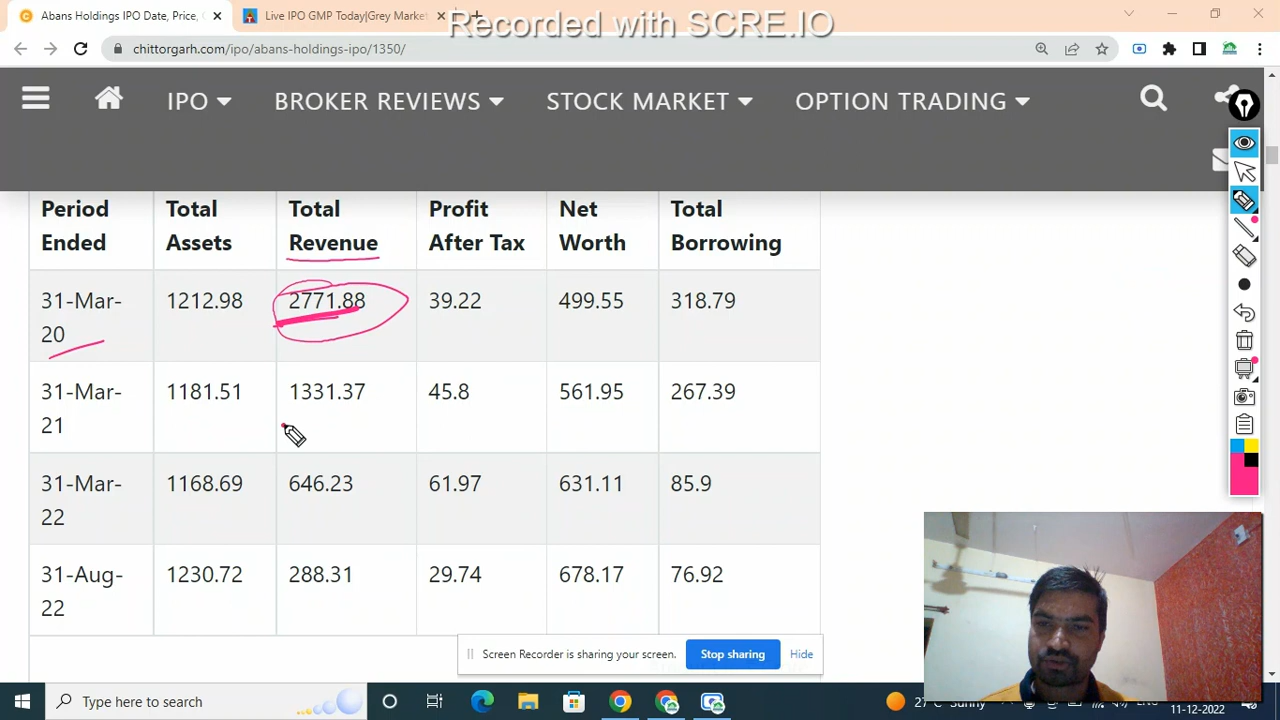 Abans Holdings IPO Date, Price, 
Live IPO GMP Today|Grey Market
Recorded with SCRE.IO
chittorgarh.com/ipo/abans-holdings-ipo/1350/
IPO BROKER REVIEWS STOCK MARKET OPTION TRADING
Period Ended Total Assets Total Revenue Profit After Tax Net Worth Total Borrowing
31-Mar-20 1212.98 2771.88 39.22 499.55 318.79
31-Mar-21 1181.51 1331.37 45.8 561.95 267.39
31-Mar-22 1168.69 646.23 61.97 631.11 85.9
31-Aug-22 1230.72 288.31 29.74 678.17 76.92
Screen Recorder is sharing your screen. Stop sharing Hide
Type here to search
27°C Sunny
11-12-2022